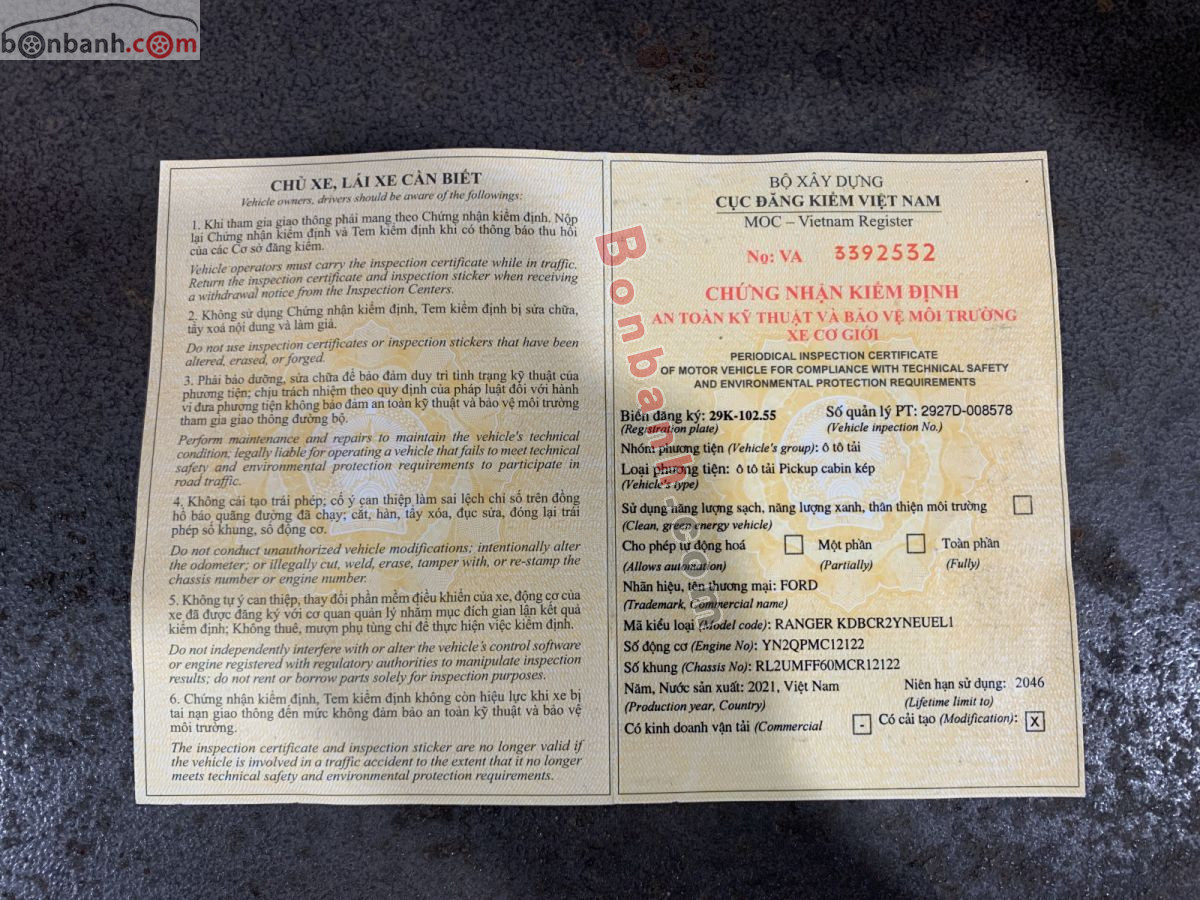 bonbanh.com
CHỦ XE, LÁI XE CẦN BIẾT
Vehicle owners, drivers should be aware of the followings:
1. Khi tham gia giao thông phải mang theo Chứng nhận kiểm định. Nộp
lại Chứng nhận kiểm định và Tem kiểm định khi có thông báo thu hồi
của các Cơ sở đăng kiểm.
Vehicle operators must carry the inspection certificate while in traffic.
Return the inspection certificate and inspection sticker when receiving
a withdrawal notice from the Inspection Centers.
2. Không sử dụng Chứng nhận kiểm định, Tem kiểm định bị sửa chữa,
tẩy xoá nội dung và làm giả.
Do not use inspection certificates or inspection stickers that have been
altered, erased, or forged.
3. Phải bảo dưỡng, sửa chữa để bảo đảm duy trì tình trạng kỹ thuật của
phương tiện; chịu trách nhiệm theo quy định của pháp luật đối với hành
vi đưa phương tiện không bảo đảm an toàn kỹ thuật và bảo vệ môi trường
tham gia giao thông đường bộ.
Perform maintenance and repairs to maintain the vehicle's technical
condition, legally liable for operating a vehicle that fails to meet technical
safety and environmental protection requirements to participate in
road traffic.
4. Không cải tạo trái phép; cố ý can thiệp làm sai lệch chỉ số trên đồng
hồ báo quãng đường đã chạy; cắt, hàn, tẩy xóa, đục sửa, đóng lại trái
phép số khung, số động cơ.
Do not conduct unauthorized vehicle modifications; intentionally alter
the odometer; or illegally cut, weld, erase, tamper with, or re-stamp the
chassis number or engine number.
5. Không tự ý can thiệp, thay đổi phần mềm điều khiển của xe, động cơ của
xe đã được đăng ký với cơ quan quản lý nhằm mục đích gian lận kết quả
kiểm định; Không thuê, mượn phụ tùng chỉ để thực hiện việc kiểm định.
Do not independently interfere with or alter the vehicle's control software
or engine registered with regulatory authorities to manipulate inspection
results; do not rent or borrow parts solely for inspection purposes.
6. Chứng nhận kiểm định, Tem kiểm định không còn hiệu lực khi xe bị
tai nạn giao thông đến mức không đảm bảo an toàn kỹ thuật và bảo vệ
môi trường.
The inspection certificate and inspection sticker are no longer valid if
the vehicle is involved in a traffic accident to the extent that it no longer
meets technical safety and environmental protection requirements.
BỘ XÂY DỰNG
CỤC ĐĂNG KIỂM VIỆT NAM
MOC – Vietnam Register
Nọ: VA 3392532
CHỨNG NHẬN KIỂM ĐỊNH
AN TOÀN KỸ THUẬT VÀ BẢO VỆ MÔI TRƯỜNG
XE CƠ GIỚI
PERIODICAL INSPECTION CERTIFICATE
OF MOTOR VEHICLE FOR COMPLIANCE WITH TECHNICAL SAFETY
AND ENVIRONMENTAL PROTECTION REQUIREMENTS
Biển đăng ký: 29K-102.55 Số quản lý PT: 2927D-008578
(Registration plate) (Vehicle inspection No.)
Nhóm phương tiện (Vehicle's group): ô tô tải
Loại phương tiện: ô tô tải Pickup cabin kép
(Vehicle's type)
Sử dụng năng lượng sạch, năng lượng xanh, thân thiện môi trường
(Clean, green energy vehicle)
Cho phép tự động hoá Một phần Toàn phần
(Allows automation) (Partially) (Fully)
Nhãn hiệu, tên thương mại: FORD
(Trademark, Commercial name)
Mã kiểu loại (Model code): RANGER KDBCR2YNEUEL1
Số động cơ (Engine No): YN2QPMC12122
Số khung (Chassis No): RL2UMFF60MCR12122
Năm, Nước sản xuất: 2021, Việt Nam Niên hạn sử dụng: 2046
(Production year, Country) (Lifetime limit to)
Có kinh doanh vận tải (Commercial - Có cải tạo (Modification): X
Bonbanh.com